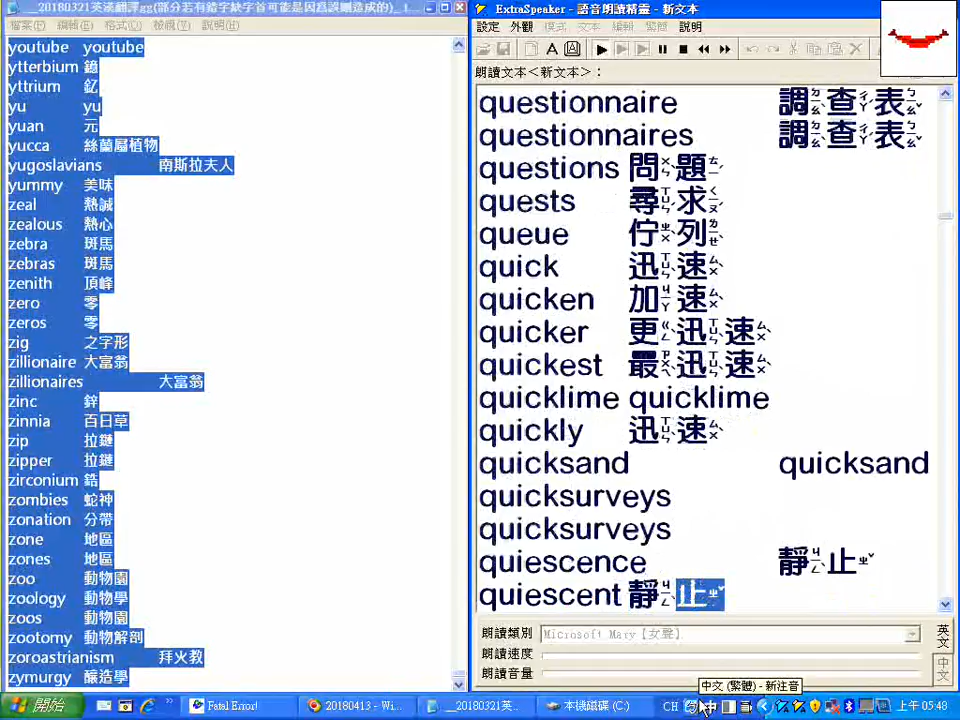 __20180321英漢翻譯gg(部分若有錯字缺字首可能是因為誤刪造成的)_1...
檔案(F) 編輯(E) 格式(O) 檢視(V) 說明(H)
youtube youtube
ytterbium 鐿
yttrium 釔
yu yu
yuan 元
yucca 絲蘭屬植物
yugoslavians 南斯拉夫人
yummy 美味
zeal 熱誠
zealous 熱心
zebra 斑馬
zebras 斑馬
zenith 頂峰
zero 零
zeros 零
zig 之字形
zillionaire 大富翁
zillionaires 大富翁
zinc 鋅
zinnia 百日草
zip 拉鏈
zipper 拉鏈
zirconium 鋯
zombies 蛇神
zonation 分帶
zone 地區
zones 地區
zoo 動物園
zoology 動物學
zoos 動物園
zootomy 動物解剖
zoroastrianism 拜火教
zymurgy 釀造學
ExtraSpeaker - 語音朗讀精靈 - 新文本
設定 外觀 模式 文本 編輯 繁簡 說明
朗讀文本<新文本>：
questionnaire 調查表
questionnaires 調查表
questions 問題
quests 尋求
queue 佇列
quick 迅速
quicken 加速
quicker 更迅速
quickest 最迅速
quicklime quicklime
quickly 迅速
quicksand quicksand
quicksurveys
quicksurveys
quiescence 靜止
quiescent 靜止
朗讀類別 Microsoft Mary【女聲】
朗讀速度
朗讀音量
英文
中文
中文 (繁體) - 新注音
開始 Fatal Error! 20180413 - Wi... __20180321英... 本機磁碟 (C:) CH 上午 05:48